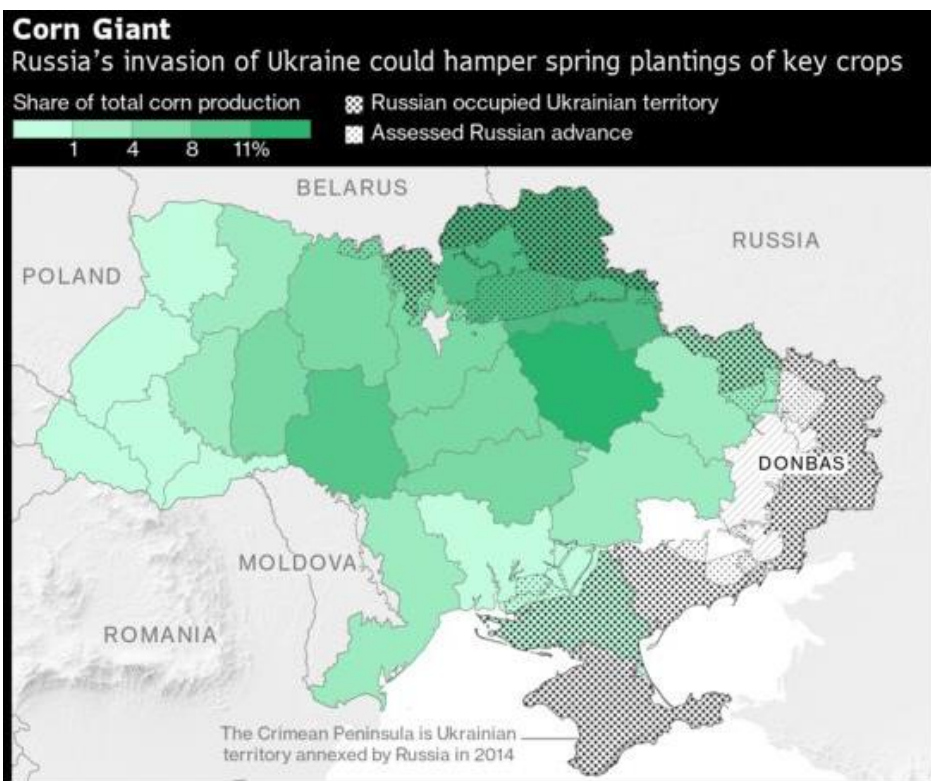 Corn Giant
Russia's invasion of Ukraine could hamper spring plantings of key crops
Share of total corn production
1 4 8 11%
Russian occupied Ukrainian territory
Assessed Russian advance
BELARUS
RUSSIA
POLAND
DONBAS
MOLDOVA
ROMANIA
The Crimean Peninsula is Ukrainian
territory annexed by Russia in 2014